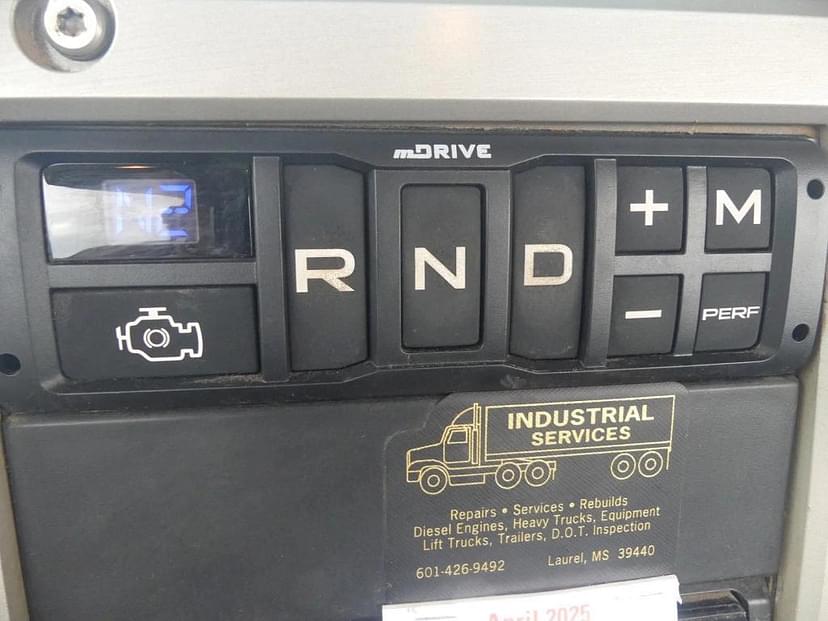 mDRIVE
N2
R
N
D
+
M
-
PERF
INDUSTRIAL
SERVICES
Repairs • Services • Rebuilds
Diesel Engines, Heavy Trucks, Equipment
Lift Trucks, Trailers, D.O.T. Inspection
601-426-9492 Laurel, MS 39440
April 2025